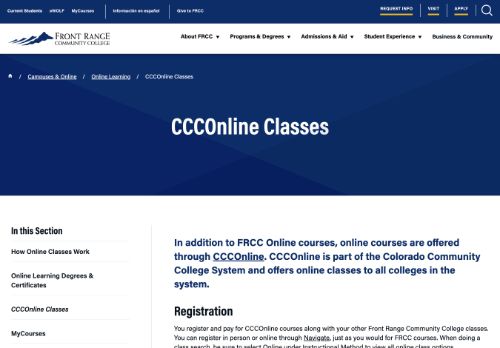 Current Students eWOLF MyCourses Información en español Give to FRCC REQUEST INFO VISIT APPLY
FRONT RANGE
COMMUNITY COLLEGE
About FRCC ▼ Programs & Degrees ▼ Admissions & Aid ▼ Student Experience ▼ Business & Community
/ Campuses & Online / Online Learning / CCCOnline Classes
CCCOnline Classes
In this Section
How Online Classes Work
Online Learning Degrees &
Certificates
CCCOnline Classes
MyCourses
In addition to FRCC Online courses, online courses are offered
through CCCOnline. CCCOnline is part of the Colorado Community
College System and offers online classes to all colleges in the
system.
Registration
You register and pay for CCCOnline courses along with your other Front Range Community College classes.
You can register in person or online through Navigate, just as you would for FRCC courses. When doing a
class search, be sure to select Online under Instructional Method to view all online class options.